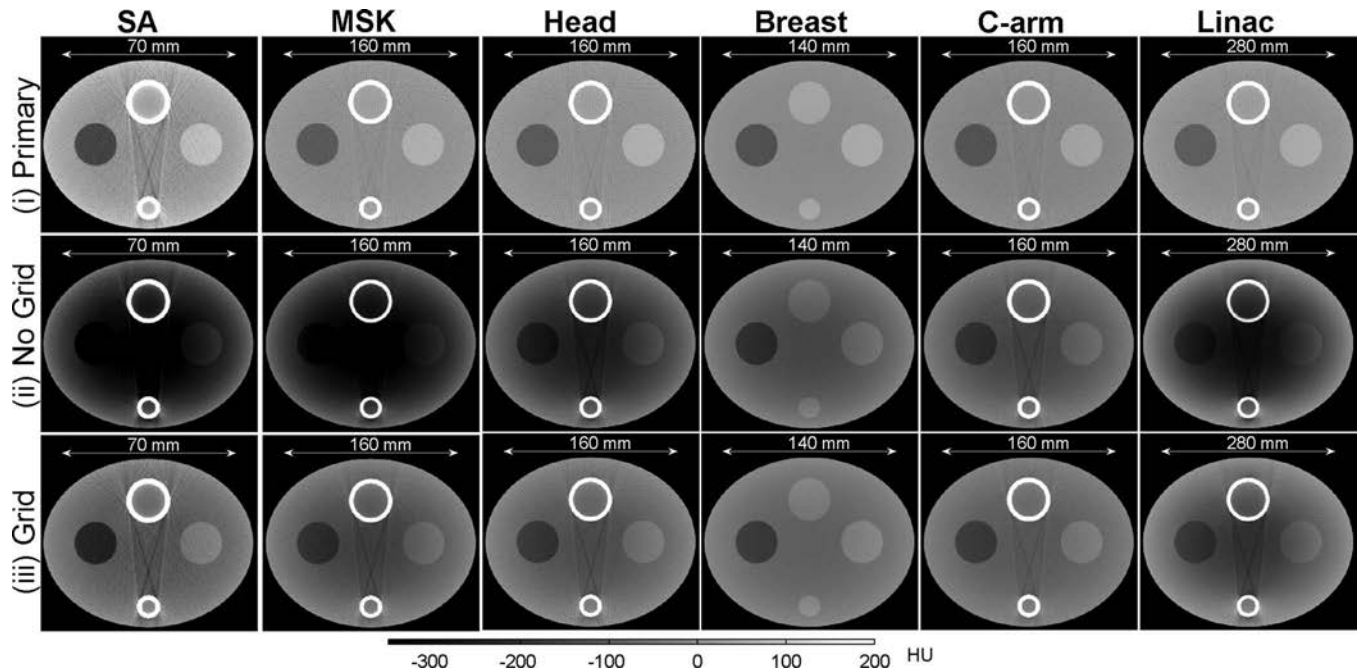 SA MSK Head Breast C-arm Linac
70 mm 160 mm 160 mm 140 mm 160 mm 280 mm
(i) Primary
70 mm 160 mm 160 mm 140 mm 160 mm 280 mm
(ii) No Grid
70 mm 160 mm 160 mm 140 mm 160 mm 280 mm
(iii) Grid
-300 -200 -100 0 100 200 HU